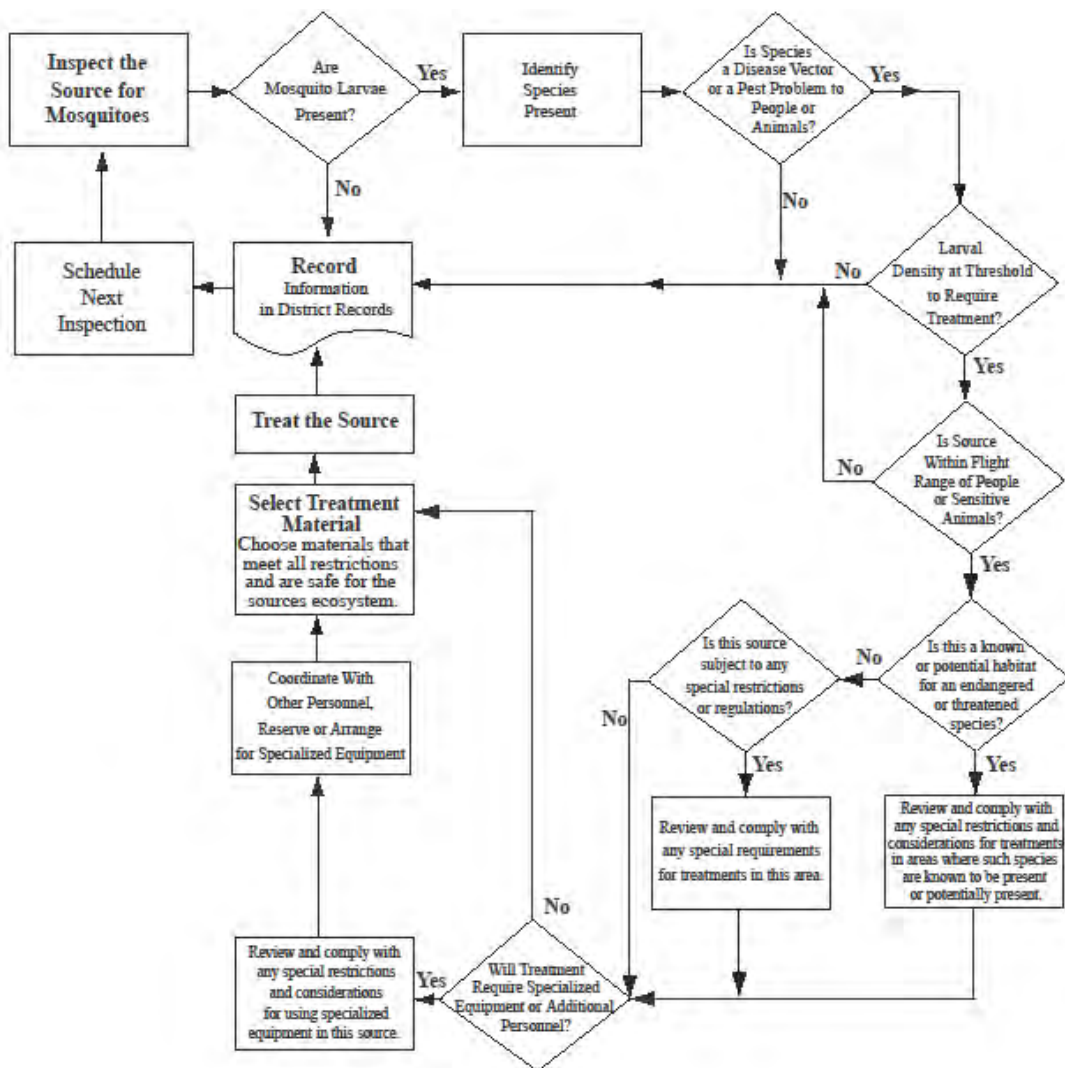 Inspect the
Source for
Mosquitoes
Are
Mosquito Larvae
Present?
Yes
Identify
Species
Present
Is Species
a Disease Vector
or a Pest Problem to
People or
Animals?
Yes
No
No
Schedule
Next
Inspection
Record
Information
in District Records
No
Larval
Density at Threshold
to Require
Treatment?
Yes
Treat the Source
Is Source
Within Flight
Range of People
or Sensitive
Animals?
No
Yes
Select Treatment
Material
Choose materials that
meet all restrictions
and are safe for the
sources ecosystem.
Is this a known
or potential habitat
for an endangered
or threatened
species?
No
Yes
Is this source
subject to any
special restrictions
or regulations?
No
Yes
Coordinate With
Other Personnel,
Reserve or Arrange
for Specialized Equipment
Review and comply with
any special requirements
for treatments in this area.
Review and comply with
any special restrictions and
considerations for treatments
in areas where such species
are known to be present
or potentially present.
No
Will Treatment
Require Specialized
Equipment or Additional
Personnel?
Yes
Review and comply with
any special restrictions
and considerations
for using specialized
equipment in this source.